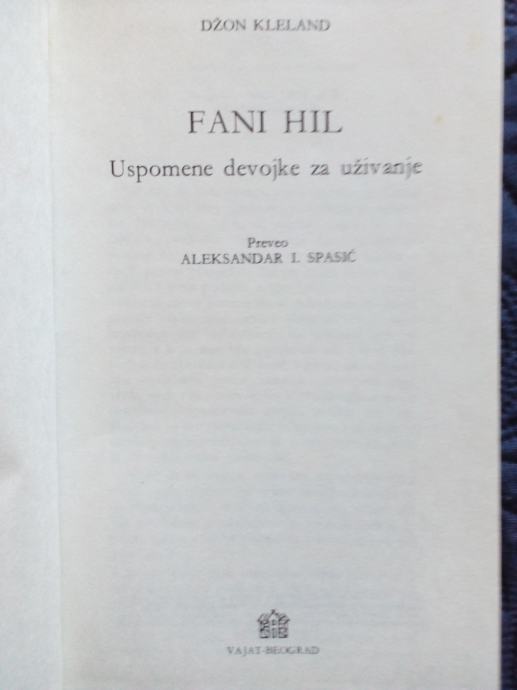 DŽON KLELAND
FANI HIL
Uspomene devojke za uživanje
Preveo
ALEKSANDAR I. SPASIĆ
VAJAT-BEOGRAD